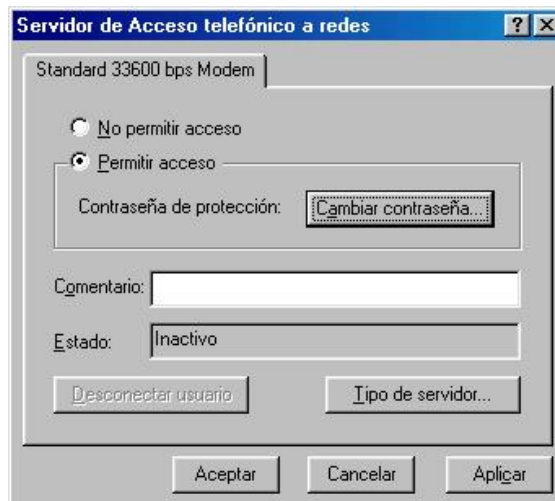 Servidor de Acceso telefónico a redes
Standard 33600 bps Modem
No permitir acceso
Permitir acceso
Contraseña de protección: Cambiar contraseña...
Comentario:
Estado: Inactivo
Desconectar usuario Tipo de servidor...
Aceptar Cancelar Aplicar